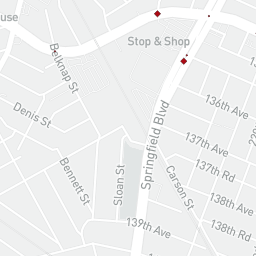 use
Stop & Shop
Belknap St
136th Ave
Denis St
Springfield Blvd
137th Ave
Bennett St
Sloan St
Carson St
137th Rd
138th Ave
139th Ave
138th